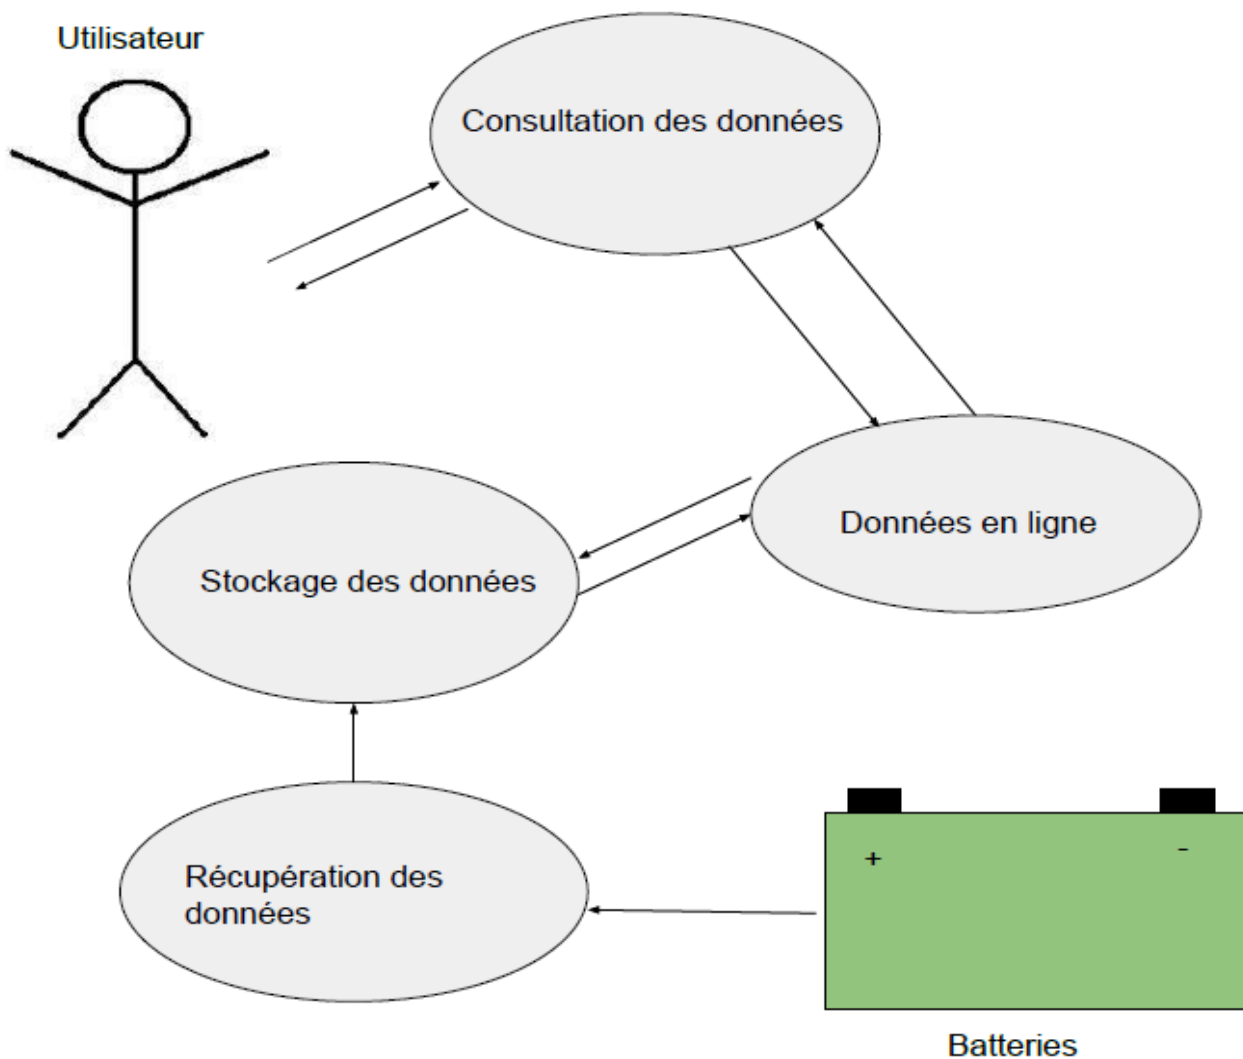 Utilisateur
Consultation des données
Données en ligne
Stockage des données
Récupération des
données
+
-
Batteries